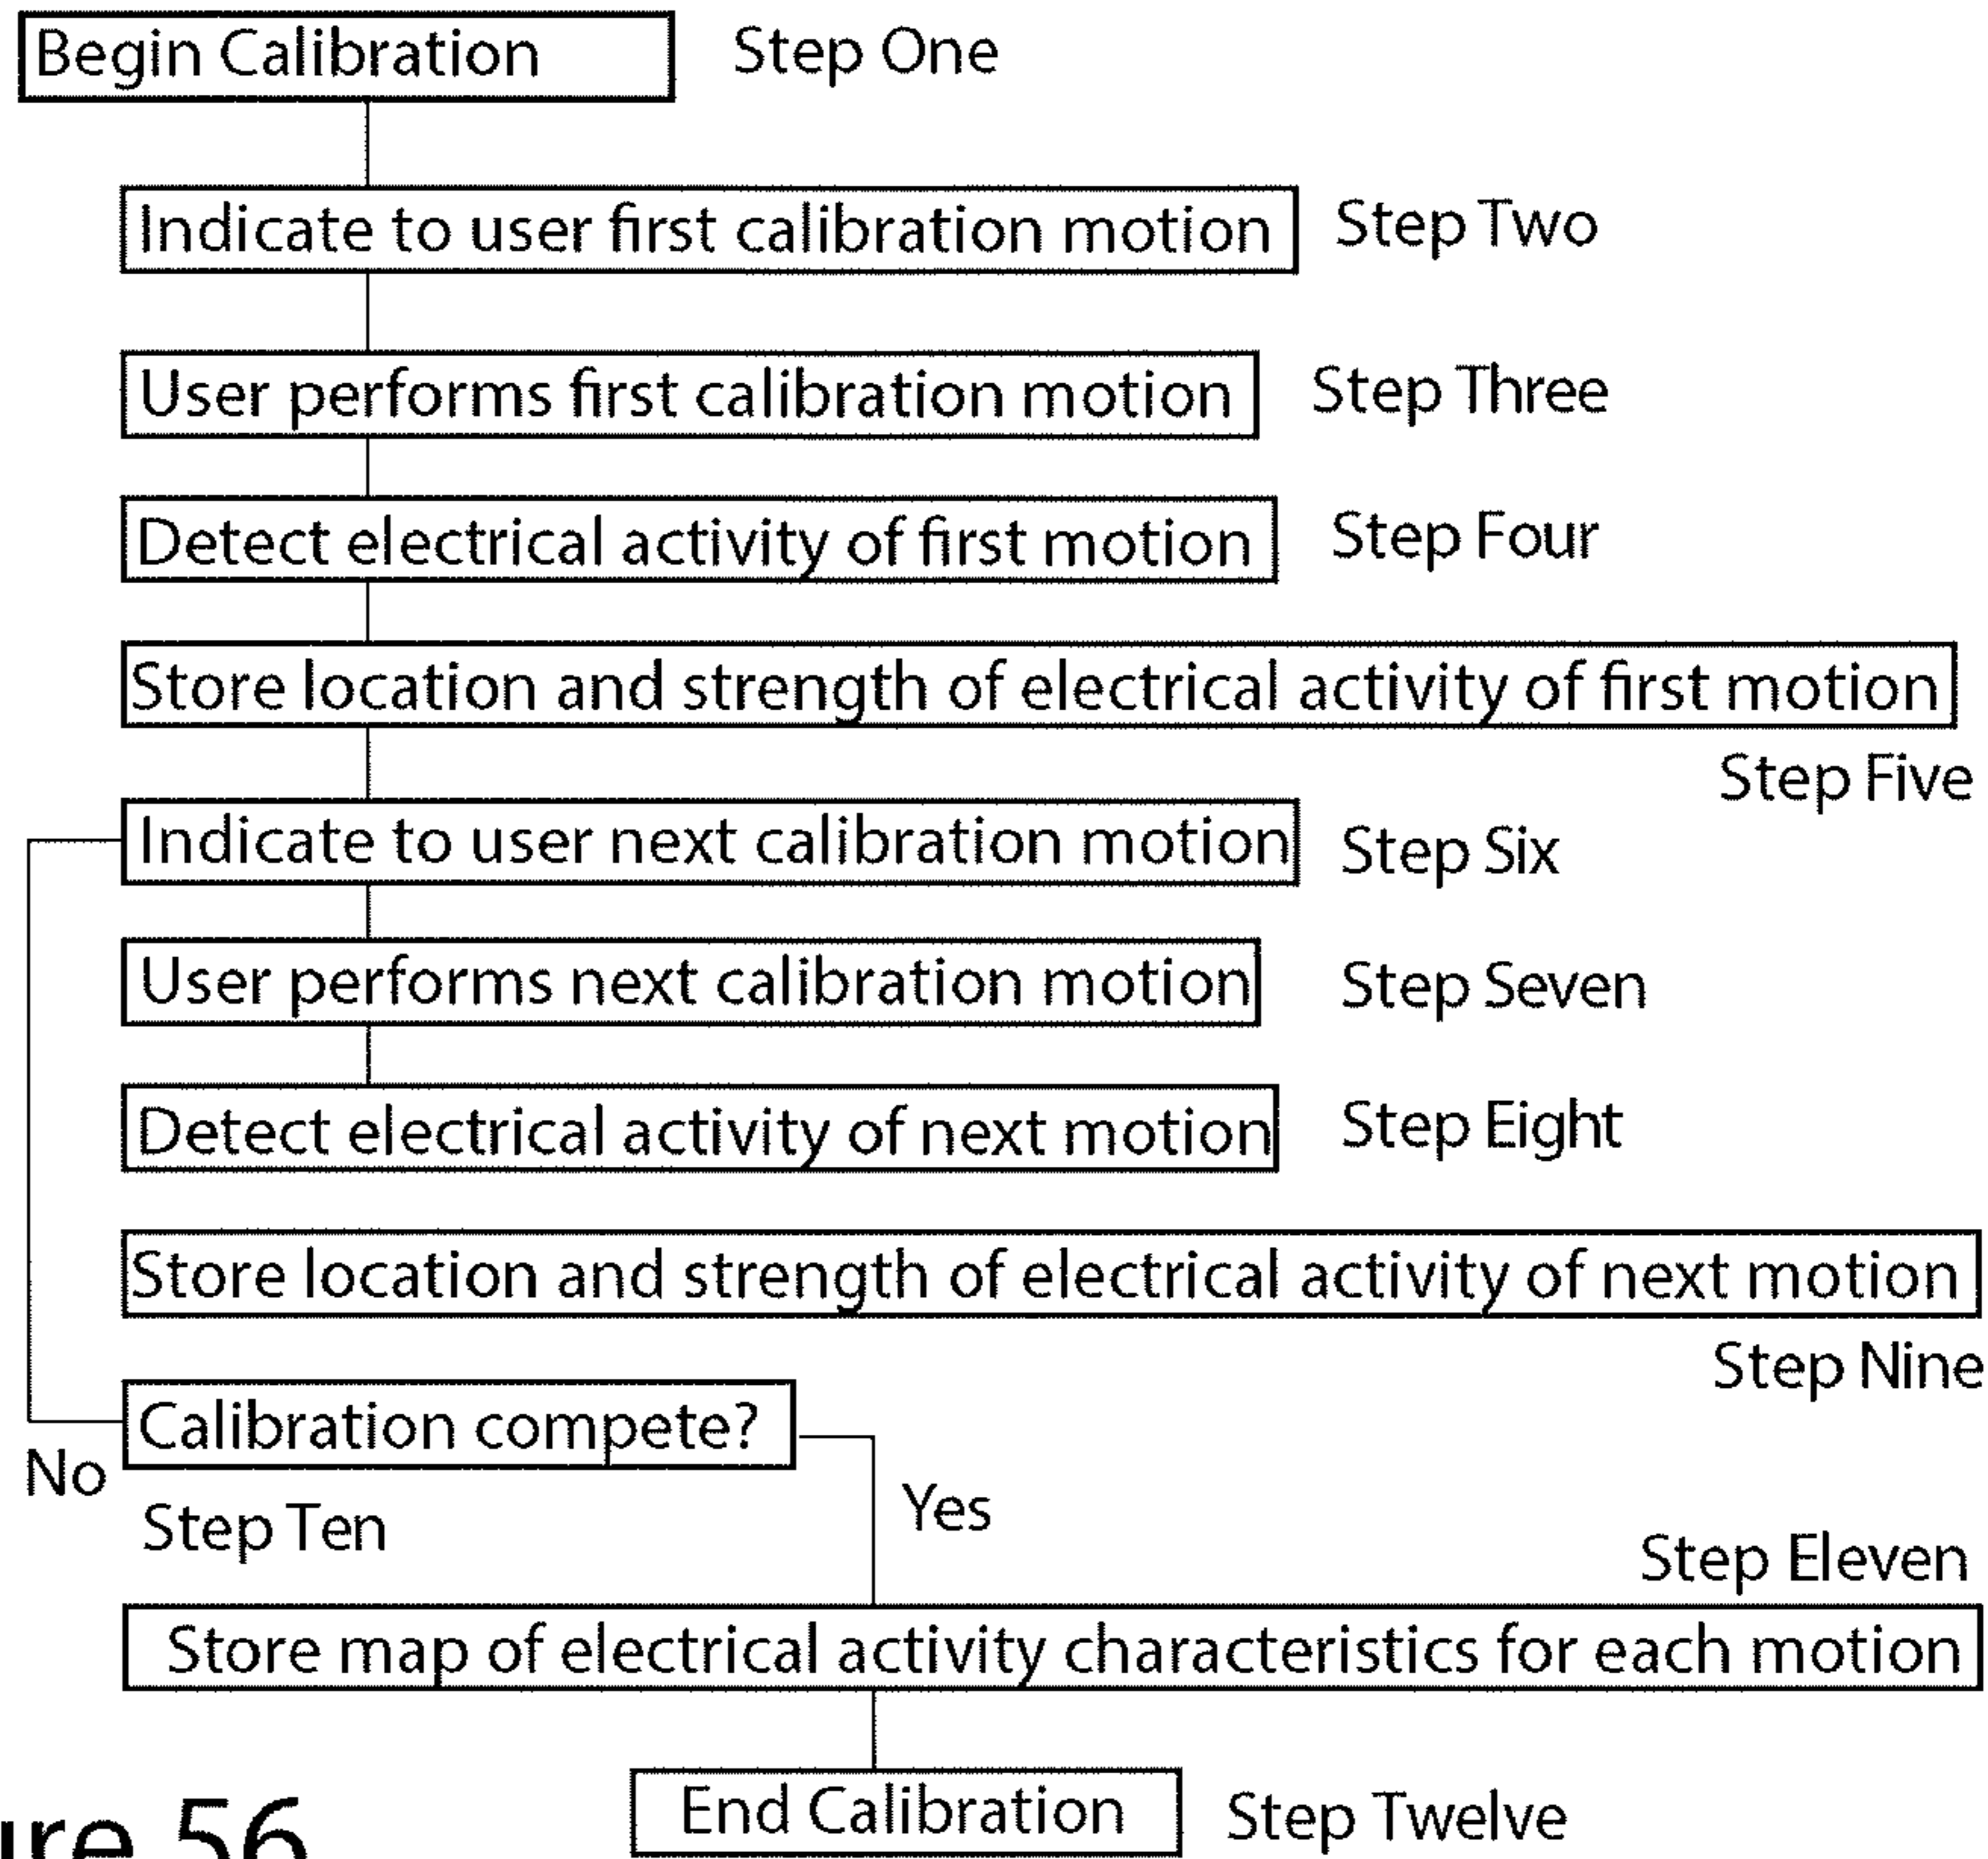 Begin Calibration Step One
Indicate to user first calibration motion Step Two
User performs first calibration motion Step Three
Detect electrical activity of first motion Step Four
Store location and strength of electrical activity of first motion
Step Five
Indicate to user next calibration motion Step Six
User performs next calibration motion Step Seven
Detect electrical activity of next motion Step Eight
Store location and strength of electrical activity of next motion
Step Nine
Calibration compete?
No
Step Ten
Yes
Step Eleven
Store map of electrical activity characteristics for each motion
End Calibration Step Twelve
ure 56